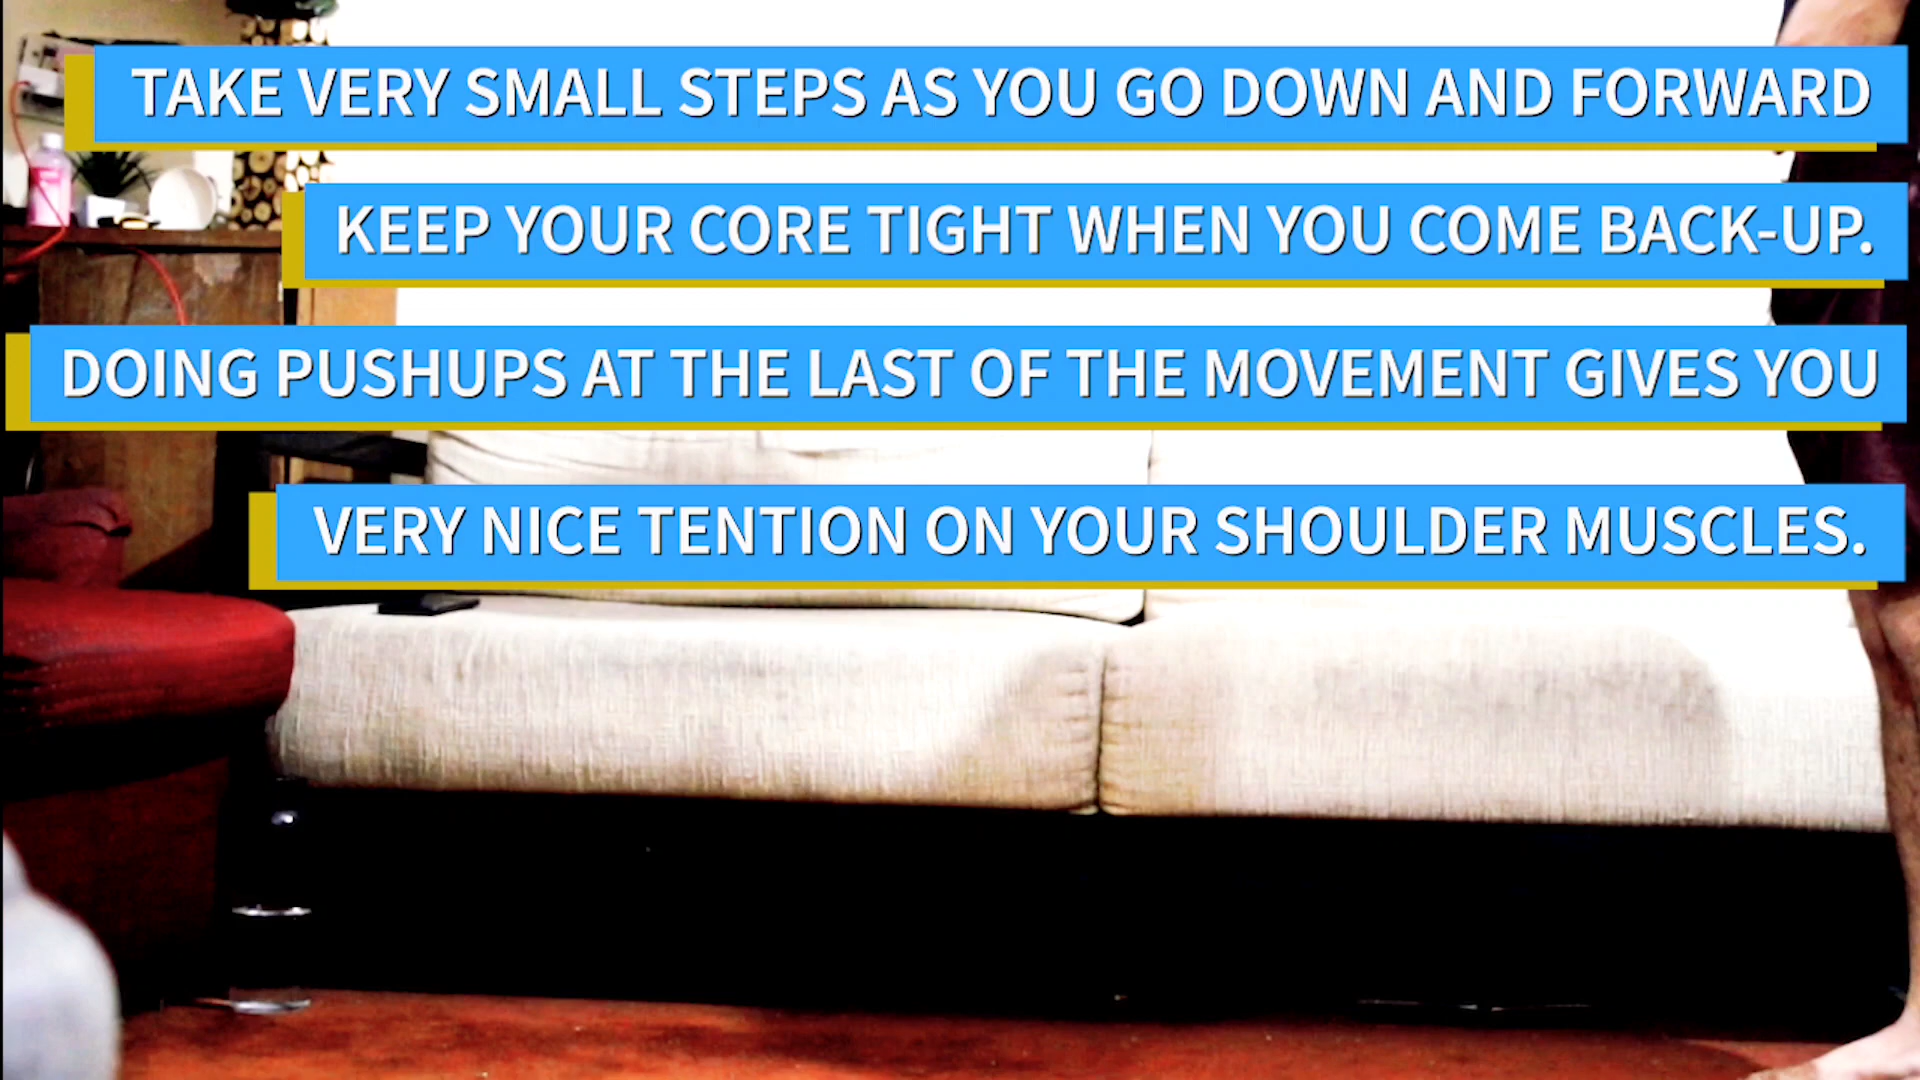 TAKE VERY SMALL STEPS AS YOU GO DOWN AND FORWARD
KEEP YOUR CORE TIGHT WHEN YOU COME BACK-UP.
DOING PUSHUPS AT THE LAST OF THE MOVEMENT GIVES YOU
VERY NICE TENTION ON YOUR SHOULDER MUSCLES.